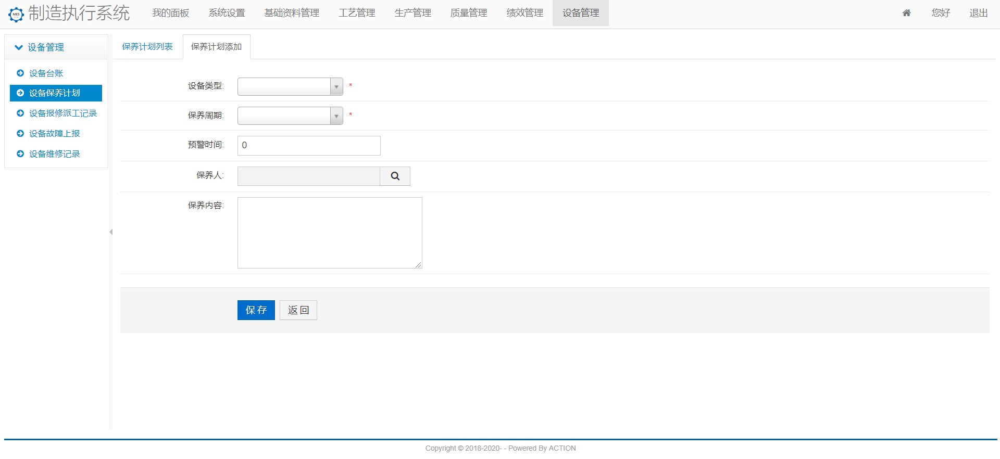 MES 制造执行系统 我的面板 系统设置 基础资料管理 工艺管理 生产管理 质量管理 绩效管理 设备管理 您好 退出
设备管理
设备台账
设备保养计划
设备报修派工记录
设备故障上报
设备维修记录
保养计划列表 保养计划添加
设备类型: *
保养周期: *
预警时间: 0
保养人:
保养内容:
保 存 返 回
Copyright © 2018-2020- - Powered By ACTION